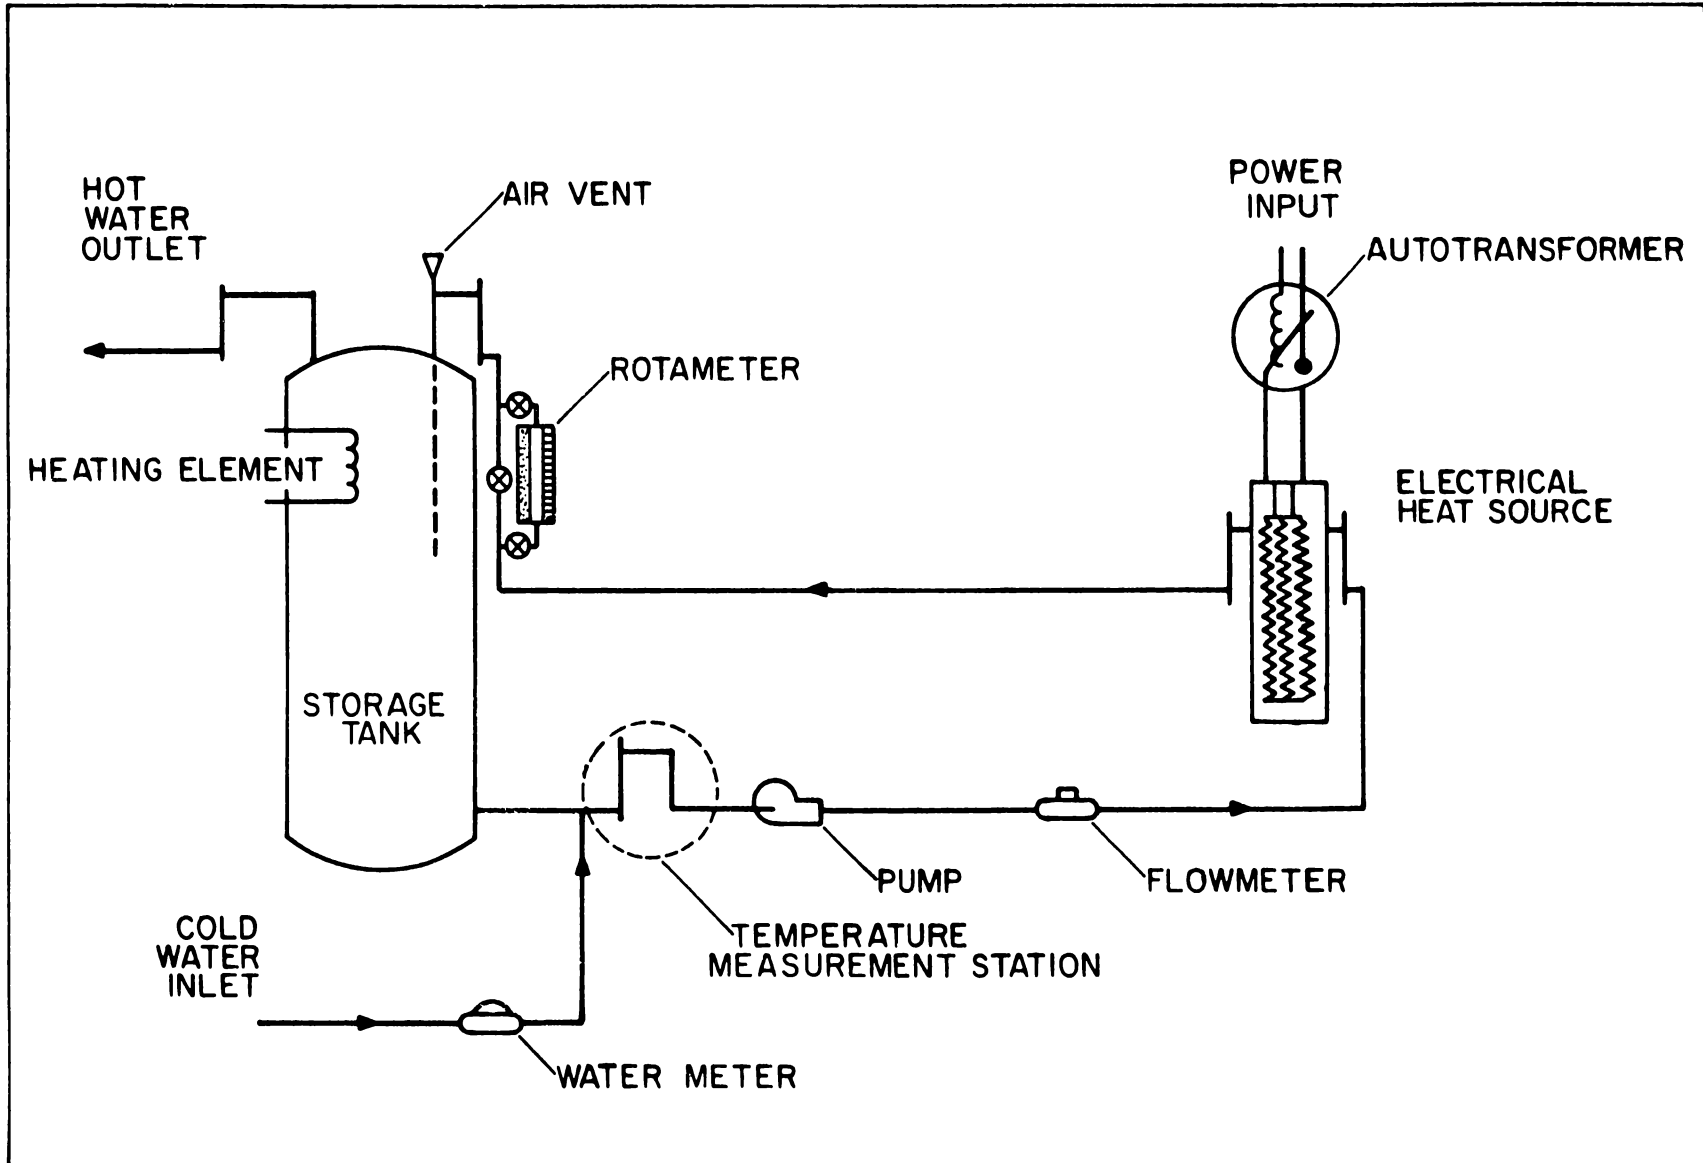 HOT
WATER
OUTLET
AIR VENT
POWER
INPUT
AUTOTRANSFORMER
ROTAMETER
HEATING ELEMENT
ELECTRICAL
HEAT SOURCE
STORAGE
TANK
PUMP
FLOWMETER
COLD
WATER
INLET
TEMPERATURE
MEASUREMENT STATION
WATER METER